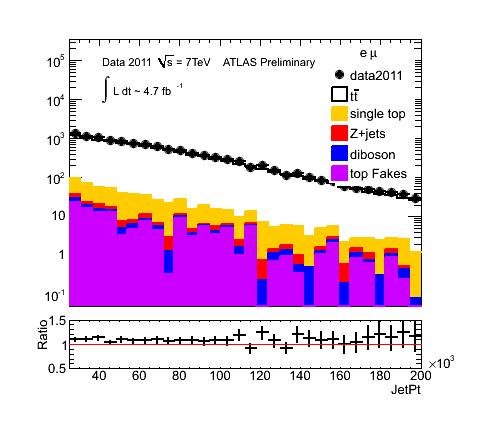 e μ
Data 2011 √s = 7TeV ATLAS Preliminary
∫ L dt ~ 4.7 fb⁻¹
data2011
tt̄
single top
Z+jets
diboson
top Fakes
10⁵
10⁴
10³
10²
10
1
10⁻¹
Ratio
1.5
1
0.5
40 60 80 100 120 140 160 180 200
×10³
JetPt